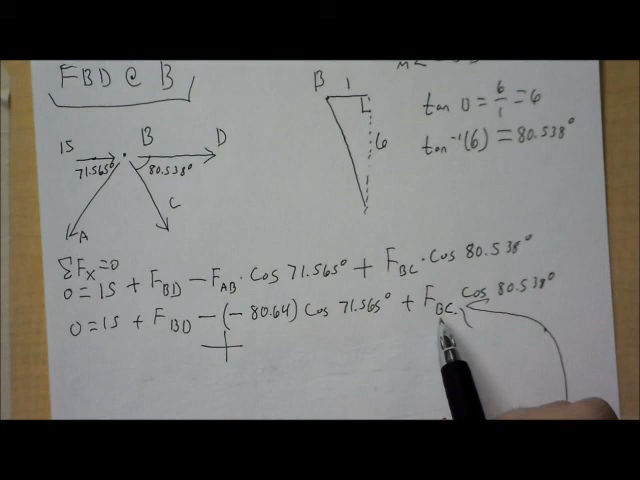 FBD @ B
15
B
D
71.565°
80.538°
C
A
B
1
6
tan θ = 6/1 = 6
tan⁻¹(6) = 80.538°
ΣFx=0
0 = 15 + F_BD − F_AB · cos 71.565° + F_BC · cos 80.538°
0 = 15 + F_BD − (− 80.64) cos 71.565° + F_BC · cos 80.538°
+